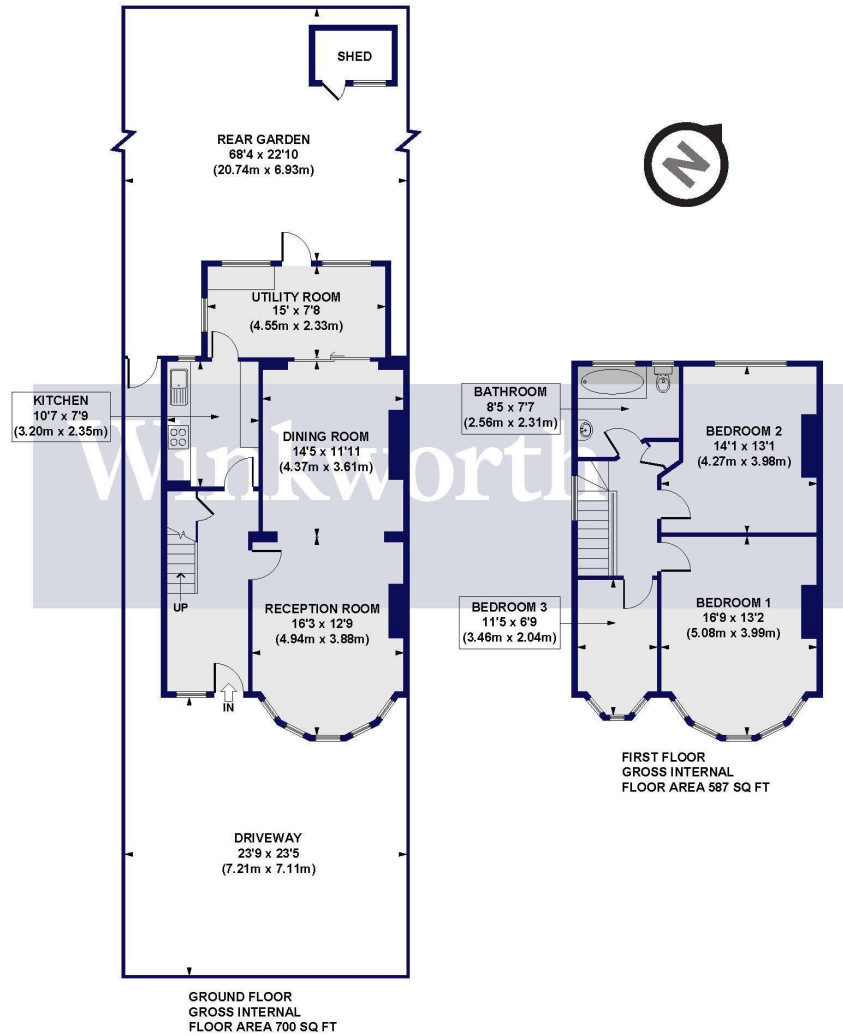 SHED
REAR GARDEN
68'4 x 22'10
(20.74m x 6.93m)
N
UTILITY ROOM
15' x 7'8
(4.55m x 2.33m)
KITCHEN
10'7 x 7'9
(3.20m x 2.35m)
DINING ROOM
14'5 x 11'11
(4.37m x 3.61m)
BATHROOM
8'5 x 7'7
(2.56m x 2.31m)
BEDROOM 2
14'1 x 13'1
(4.27m x 3.98m)
Winkworth
UP
RECEPTION ROOM
16'3 x 12'9
(4.94m x 3.88m)
IN
BEDROOM 3
11'5 x 6'9
(3.46m x 2.04m)
BEDROOM 1
16'9 x 13'2
(5.08m x 3.99m)
FIRST FLOOR
GROSS INTERNAL
FLOOR AREA 587 SQ FT
DRIVEWAY
23'9 x 23'5
(7.21m x 7.11m)
GROUND FLOOR
GROSS INTERNAL
FLOOR AREA 700 SQ FT